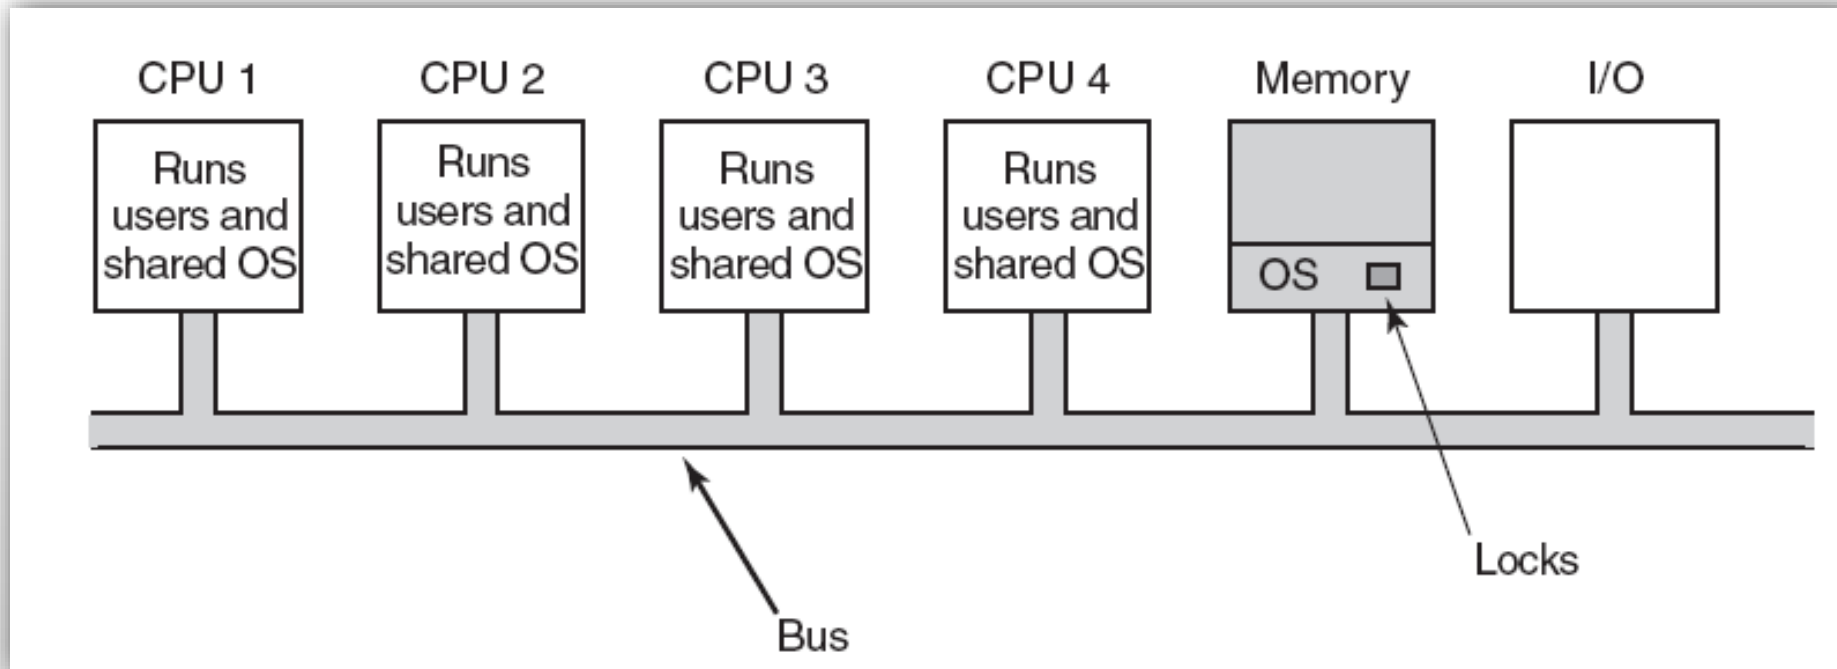 CPU 1
CPU 2
CPU 3
CPU 4
Memory
I/O
Runs
users and
shared OS
Runs
users and
shared OS
Runs
users and
shared OS
Runs
users and
shared OS
OS
Locks
Bus